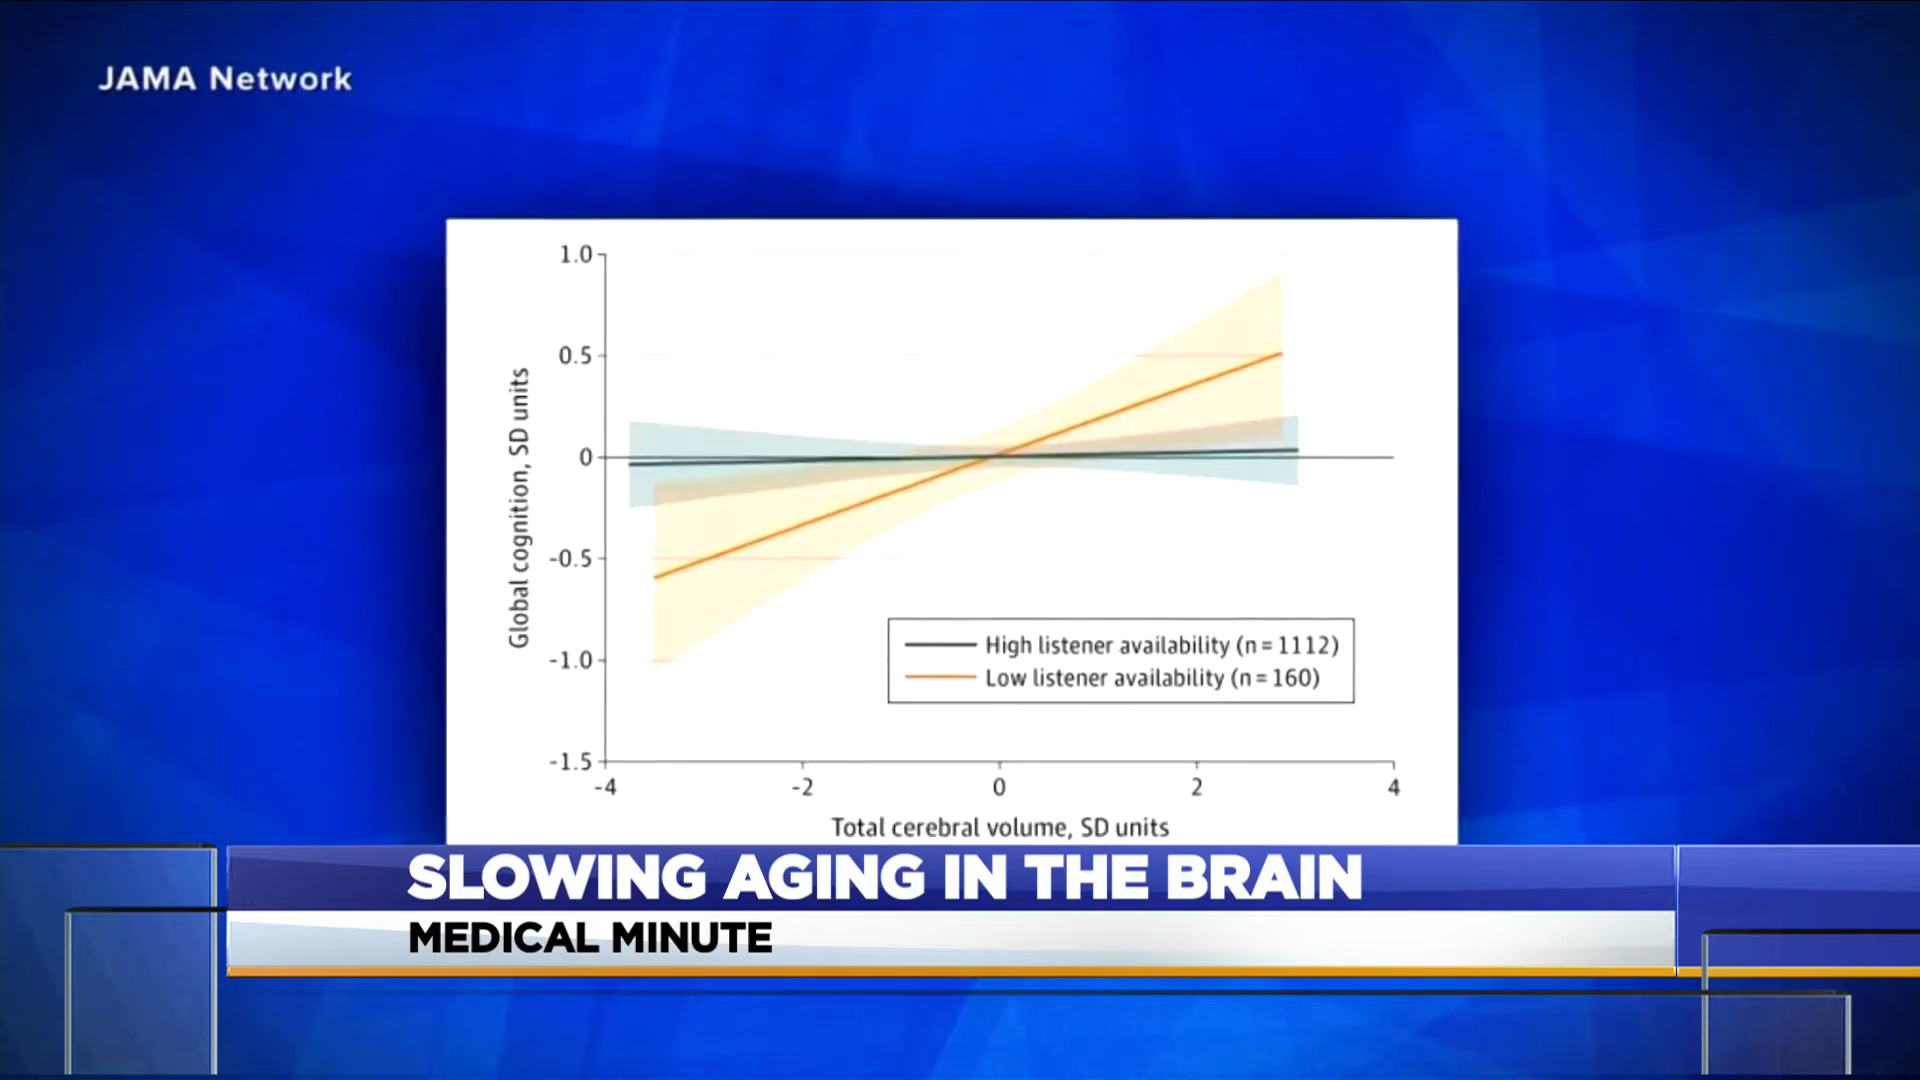 JAMA Network
1.0
0.5
0
-0.5
-1.0
-1.5
Global cognition, SD units
High listener availability (n = 1112)
Low listener availability (n = 160)
-4 -2 0 2 4
Total cerebral volume, SD units
SLOWING AGING IN THE BRAIN
MEDICAL MINUTE